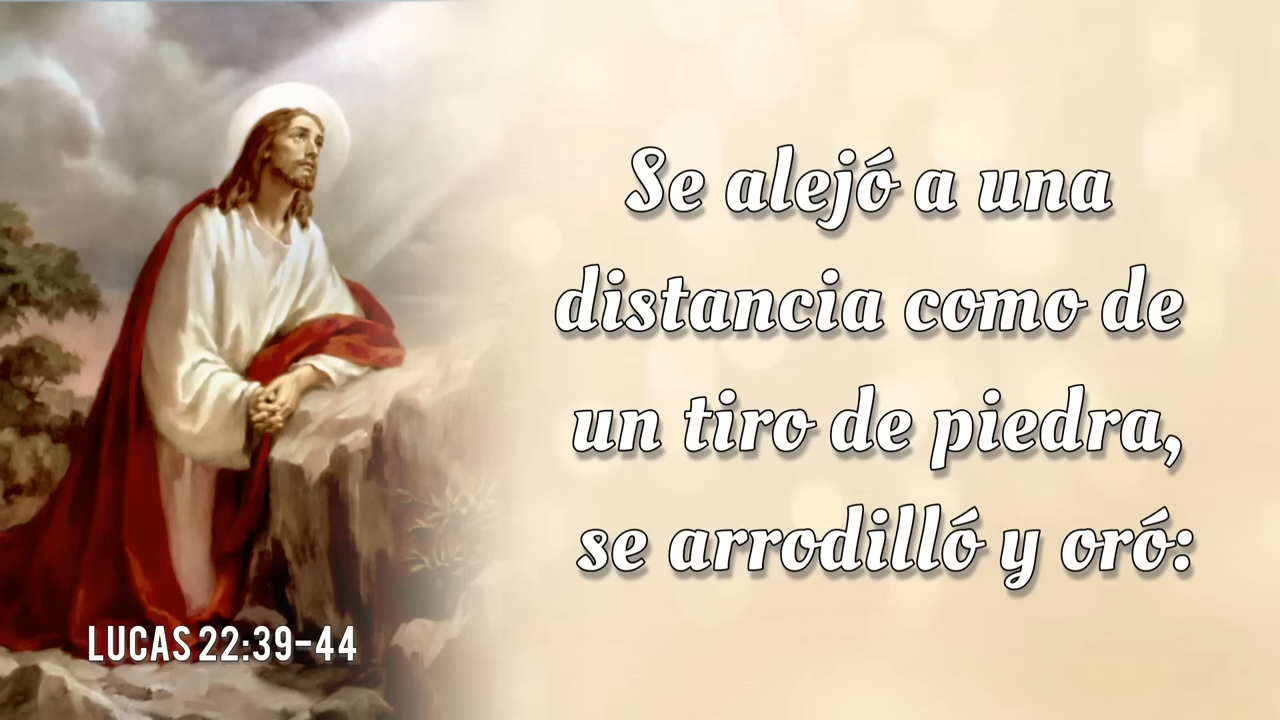 Se alejó a una
distancia como de
un tiro de piedra,
se arrodilló y oró:
LUCAS 22:39-44